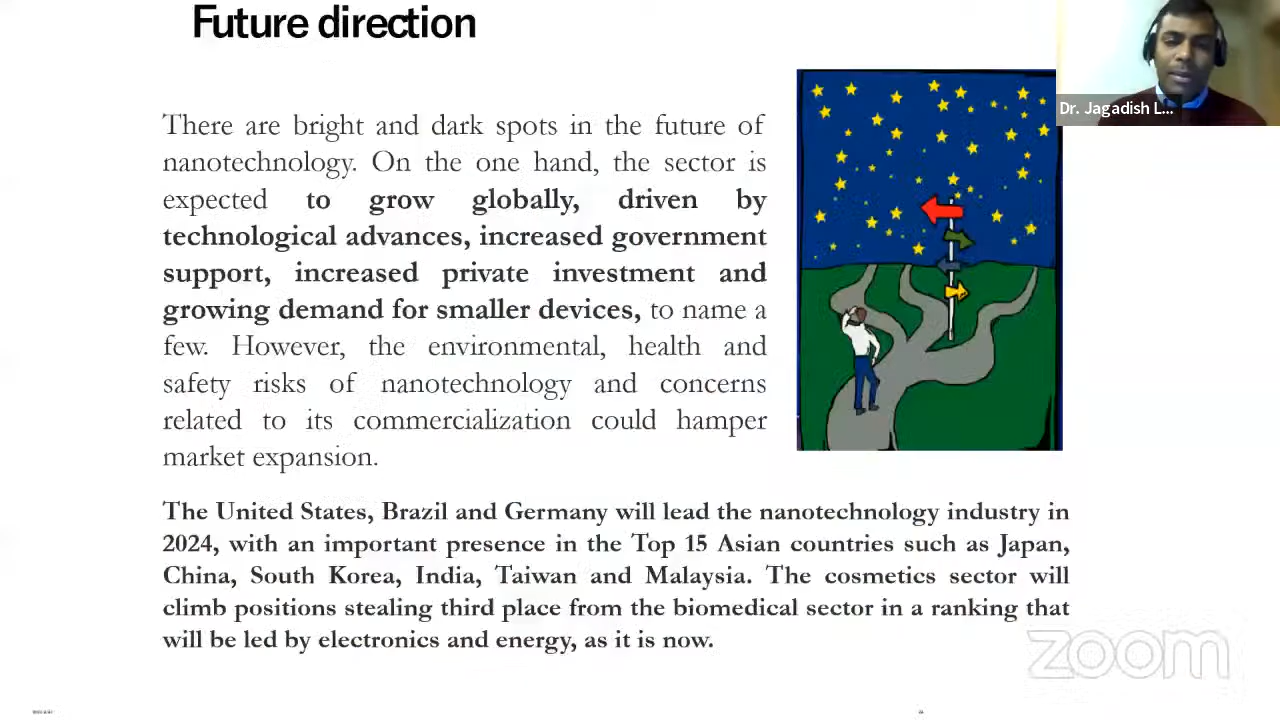 Future direction
Dr. Jagadish L...
There are bright and dark spots in the future of
nanotechnology. On the one hand, the sector is
expected to grow globally, driven by
technological advances, increased government
support, increased private investment and
growing demand for smaller devices, to name a
few. However, the environmental, health and
safety risks of nanotechnology and concerns
related to its commercialization could hamper
market expansion.
The United States, Brazil and Germany will lead the nanotechnology industry in
2024, with an important presence in the Top 15 Asian countries such as Japan,
China, South Korea, India, Taiwan and Malaysia. The cosmetics sector will
climb positions stealing third place from the biomedical sector in a ranking that
will be led by electronics and energy, as it is now.
zoom